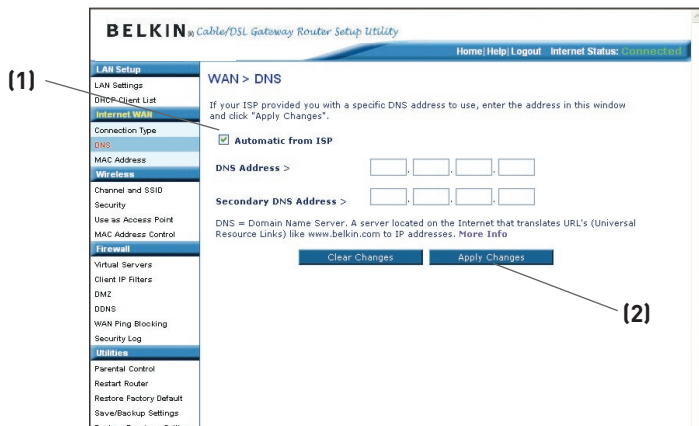 BELKIN® Cable/DSL Gateway Router Setup Utility
Home| Help| Logout Internet Status: Connected
(1)
LAN Setup
LAN Settings
DHCP Client List
Internet WAN
Connection Type
DNS
MAC Address
Wireless
Channel and SSID
Security
Use as Access Point
MAC Address Control
Firewall
Virtual Servers
Client IP Filters
DMZ
DDNS
WAN Ping Blocking
Security Log
Utilities
Parental Control
Restart Router
Restore Factory Default
Save/Backup Settings
WAN > DNS
If your ISP provided you with a specific DNS address to use, enter the address in this window
and click "Apply Changes".
Automatic from ISP
DNS Address > . . .
Secondary DNS Address > . . .
DNS = Domain Name Server. A server located on the Internet that translates URL's (Universal
Resource Links) like www.belkin.com to IP addresses. More Info
Clear Changes Apply Changes
(2)